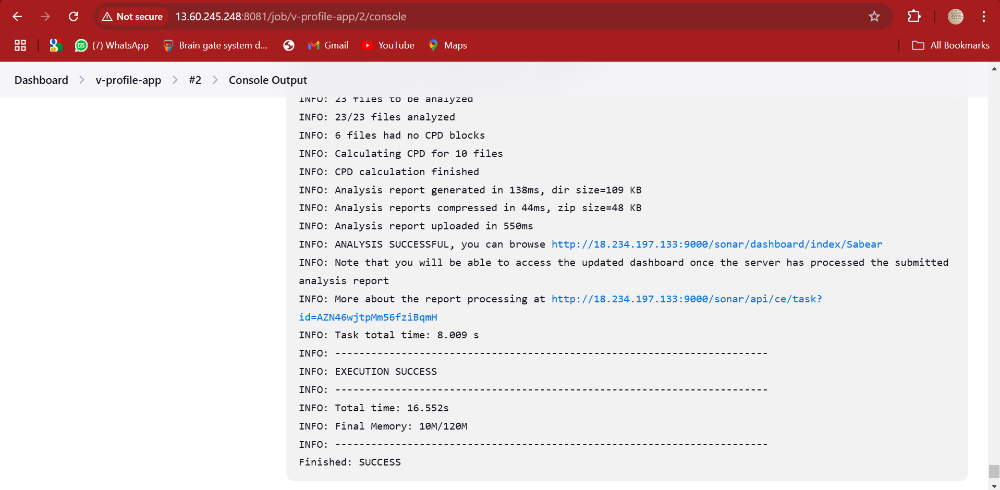 Not secure 13.60.245.248:8081/job/v-profile-app/2/console
55 (7) WhatsApp Brain gate system d... Gmail YouTube Maps All Bookmarks
Dashboard v-profile-app #2 Console Output
INFO: 23 files to be analyzed
INFO: 23/23 files analyzed
INFO: 6 files had no CPD blocks
INFO: Calculating CPD for 10 files
INFO: CPD calculation finished
INFO: Analysis report generated in 138ms, dir size=109 KB
INFO: Analysis reports compressed in 44ms, zip size=48 KB
INFO: Analysis report uploaded in 550ms
INFO: ANALYSIS SUCCESSFUL, you can browse http://18.234.197.133:9000/sonar/dashboard/index/Sabear
INFO: Note that you will be able to access the updated dashboard once the server has processed the submitted
analysis report
INFO: More about the report processing at http://18.234.197.133:9000/sonar/api/ce/task?
id=AZN46wjtpMm56fziBqmH
INFO: Task total time: 8.009 s
INFO: ------------------------------------------------------------------------
INFO: EXECUTION SUCCESS
INFO: ------------------------------------------------------------------------
INFO: Total time: 16.552s
INFO: Final Memory: 10M/120M
INFO: ------------------------------------------------------------------------
Finished: SUCCESS